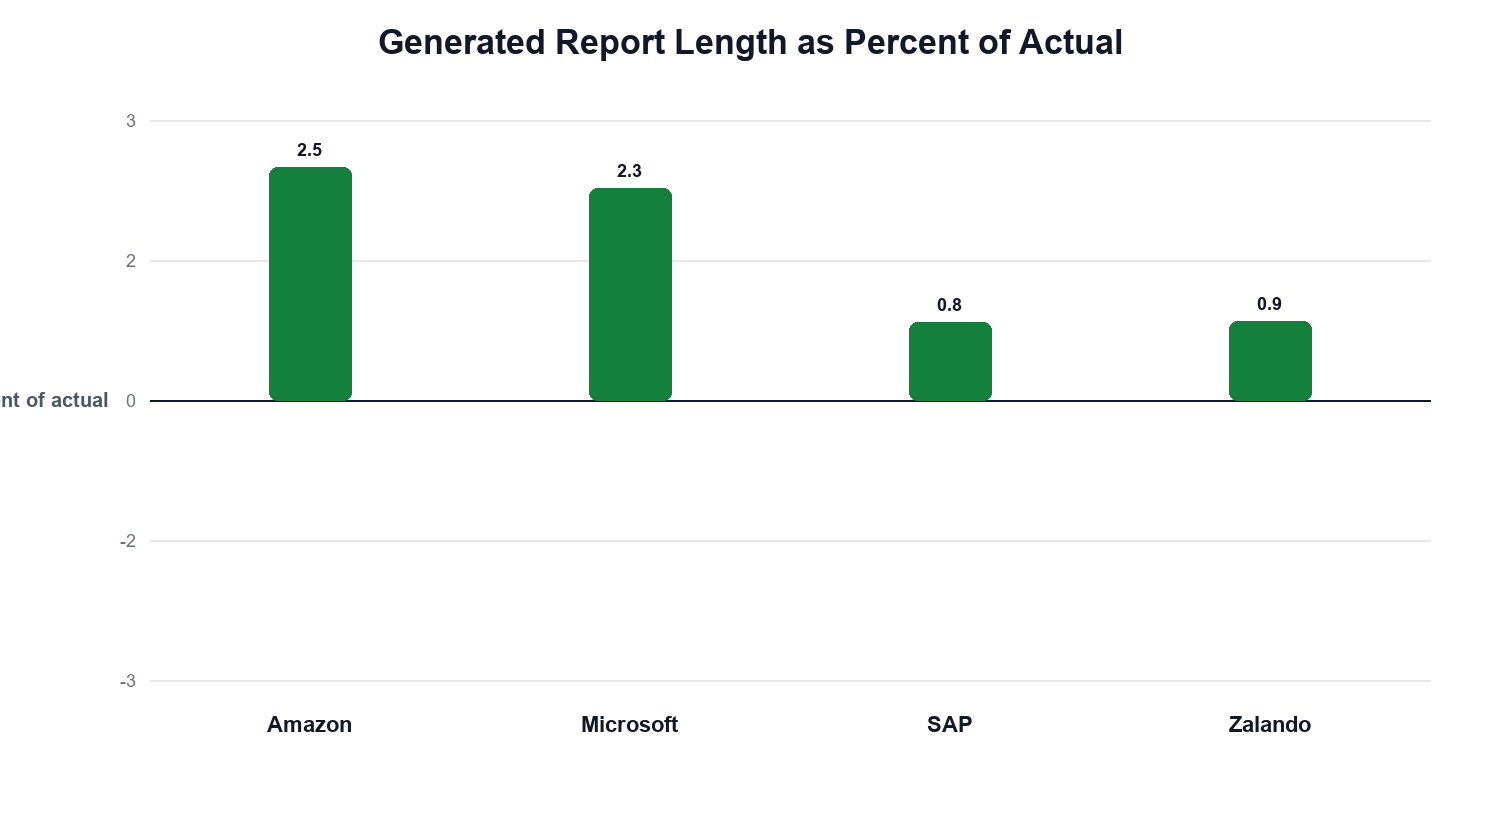 Generated Report Length as Percent of Actual
3
2.5
2.3
2
0.8
0.9
nt of actual
0
-2
-3
Amazon
Microsoft
SAP
Zalando